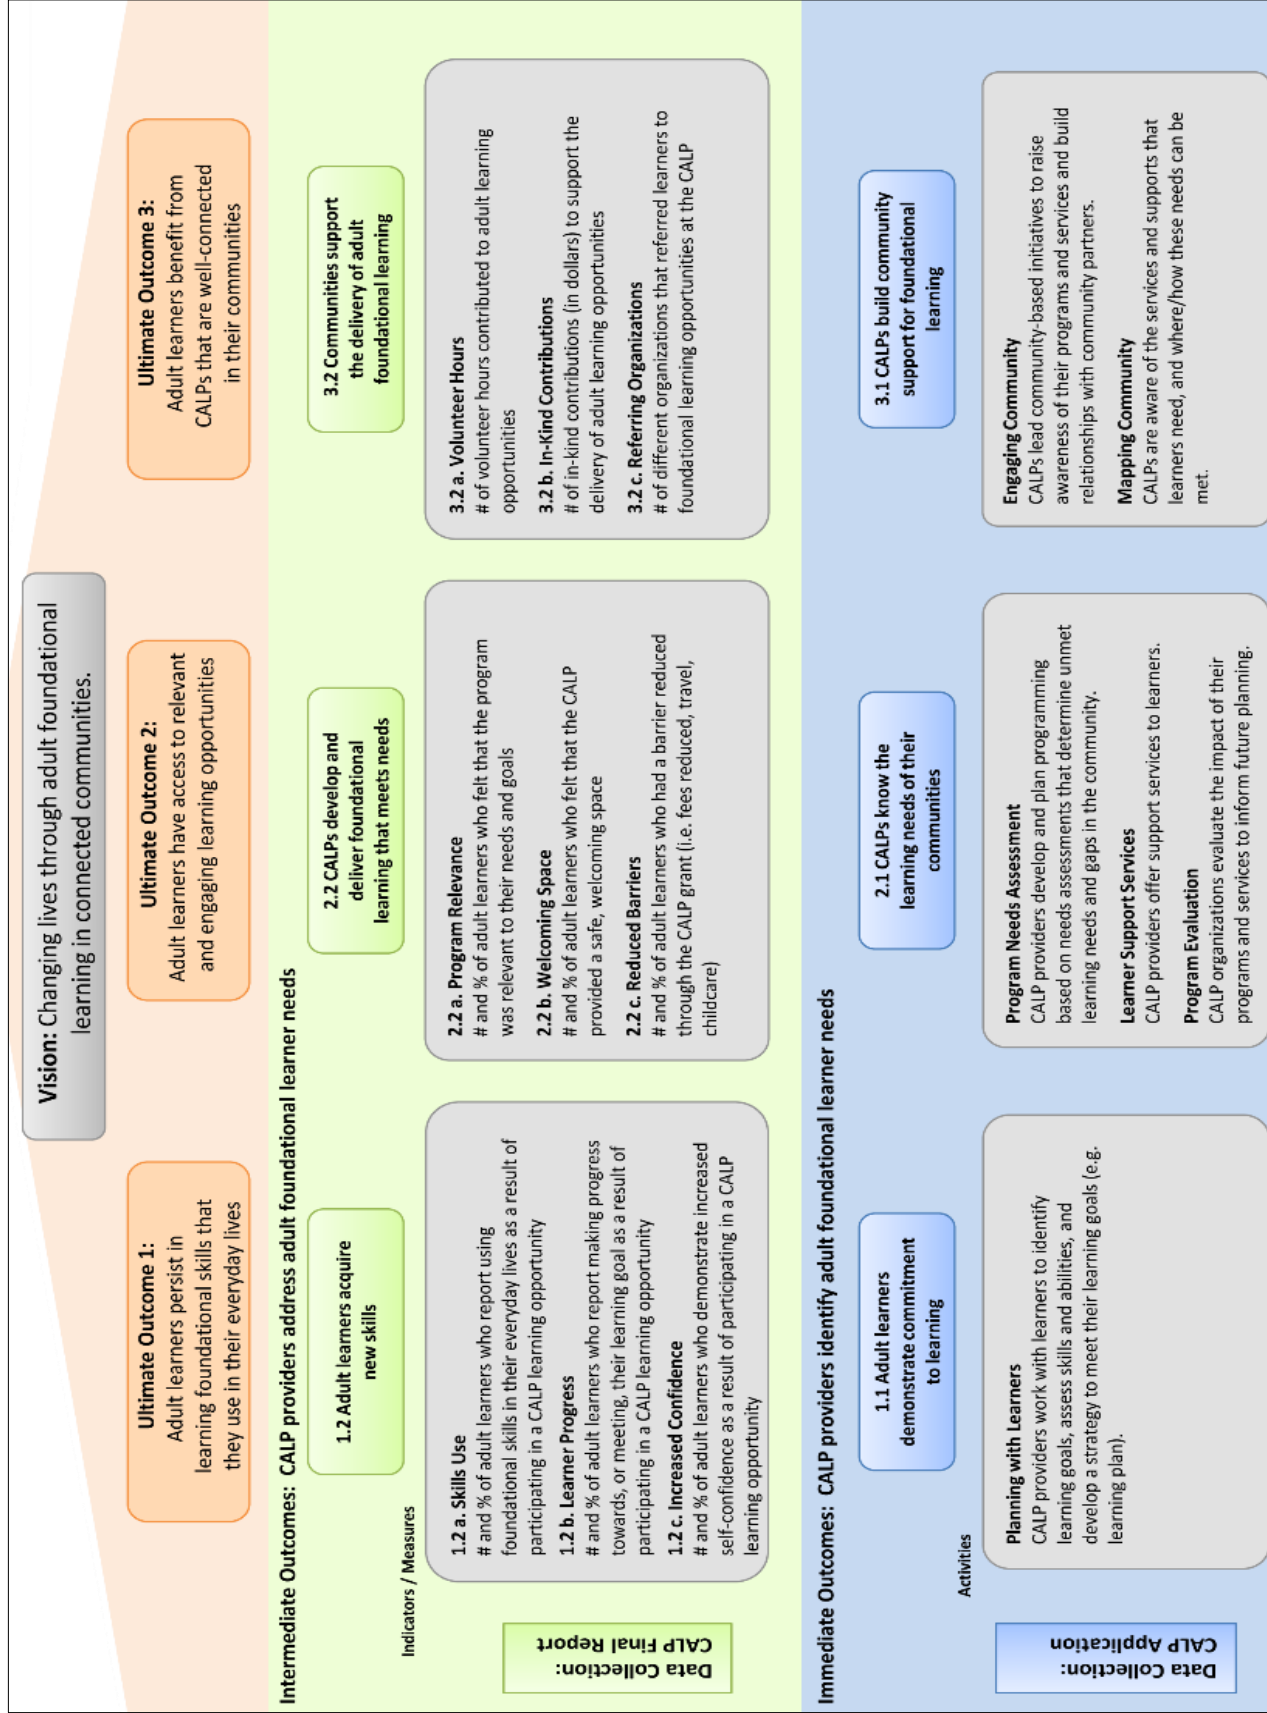 Vision: Changing lives through adult foundational
learning in connected communities.
Ultimate Outcome 1:
Adult learners persist in
learning foundational skills that
they use in their everyday lives
Ultimate Outcome 2:
Adult learners have access to relevant
and engaging learning opportunities
Ultimate Outcome 3:
Adult learners benefit from
CALPs that are well-connected
in their communities
Intermediate Outcomes:  CALP providers address adult foundational learner needs
1.2 Adult learners acquire
new skills
2.2 CALPs develop and
deliver foundational
learning that meets needs
3.2 Communities support
the delivery of adult
foundational learning
Indicators / Measures
Data Collection:
CALP Final Report
1.2 a. Skills Use
# and % of adult learners who report using
foundational skills in their everyday lives as a result of
participating in a CALP learning opportunity
1.2 b. Learner Progress
# and % of adult learners who report making progress
towards, or meeting, their learning goal as a result of
participating in a CALP learning opportunity
1.2 c. Increased Confidence
# and % of adult learners who demonstrate increased
self-confidence as a result of participating in a CALP
learning opportunity
2.2 a. Program Relevance
# and % of adult learners who felt that the program
was relevant to their needs and goals
2.2 b. Welcoming Space
# and % of adult learners who felt that the CALP
provided a safe, welcoming space
2.2 c. Reduced Barriers
# and % of adult learners who had a barrier reduced
through the CALP grant (i.e. fees reduced, travel,
childcare)
3.2 a. Volunteer Hours
# of volunteer hours contributed to adult learning
opportunities
3.2 b. In-Kind Contributions
# of in-kind contributions (in dollars) to support the
delivery of adult learning opportunities
3.2 c. Referring Organizations
# of different organizations that referred learners to
foundational learning opportunities at the CALP
Immediate Outcomes:  CALP providers identify adult foundational learner needs
1.1 Adult learners
demonstrate commitment
to learning
2.1 CALPs know the
learning needs of their
communities
3.1 CALPs build community
support for foundational
learning
Activities
Data Collection:
CALP Application
Planning with Learners
CALP providers work with learners to identify
learning goals, assess skills and abilities, and
develop a strategy to meet their learning goals (e.g.
learning plan).
Program Needs Assessment
CALP providers develop and plan programming
based on needs assessments that determine unmet
learning needs and gaps in the community.
Learner Support Services
CALP providers offer support services to learners.
Program Evaluation
CALP organizations evaluate the impact of their
programs and services to inform future planning.
Engaging Community
CALPs lead community-based initiatives to raise
awareness of their programs and services and build
relationships with community partners.
Mapping Community
CALPs are aware of the services and supports that
learners need, and where/how these needs can be
met.